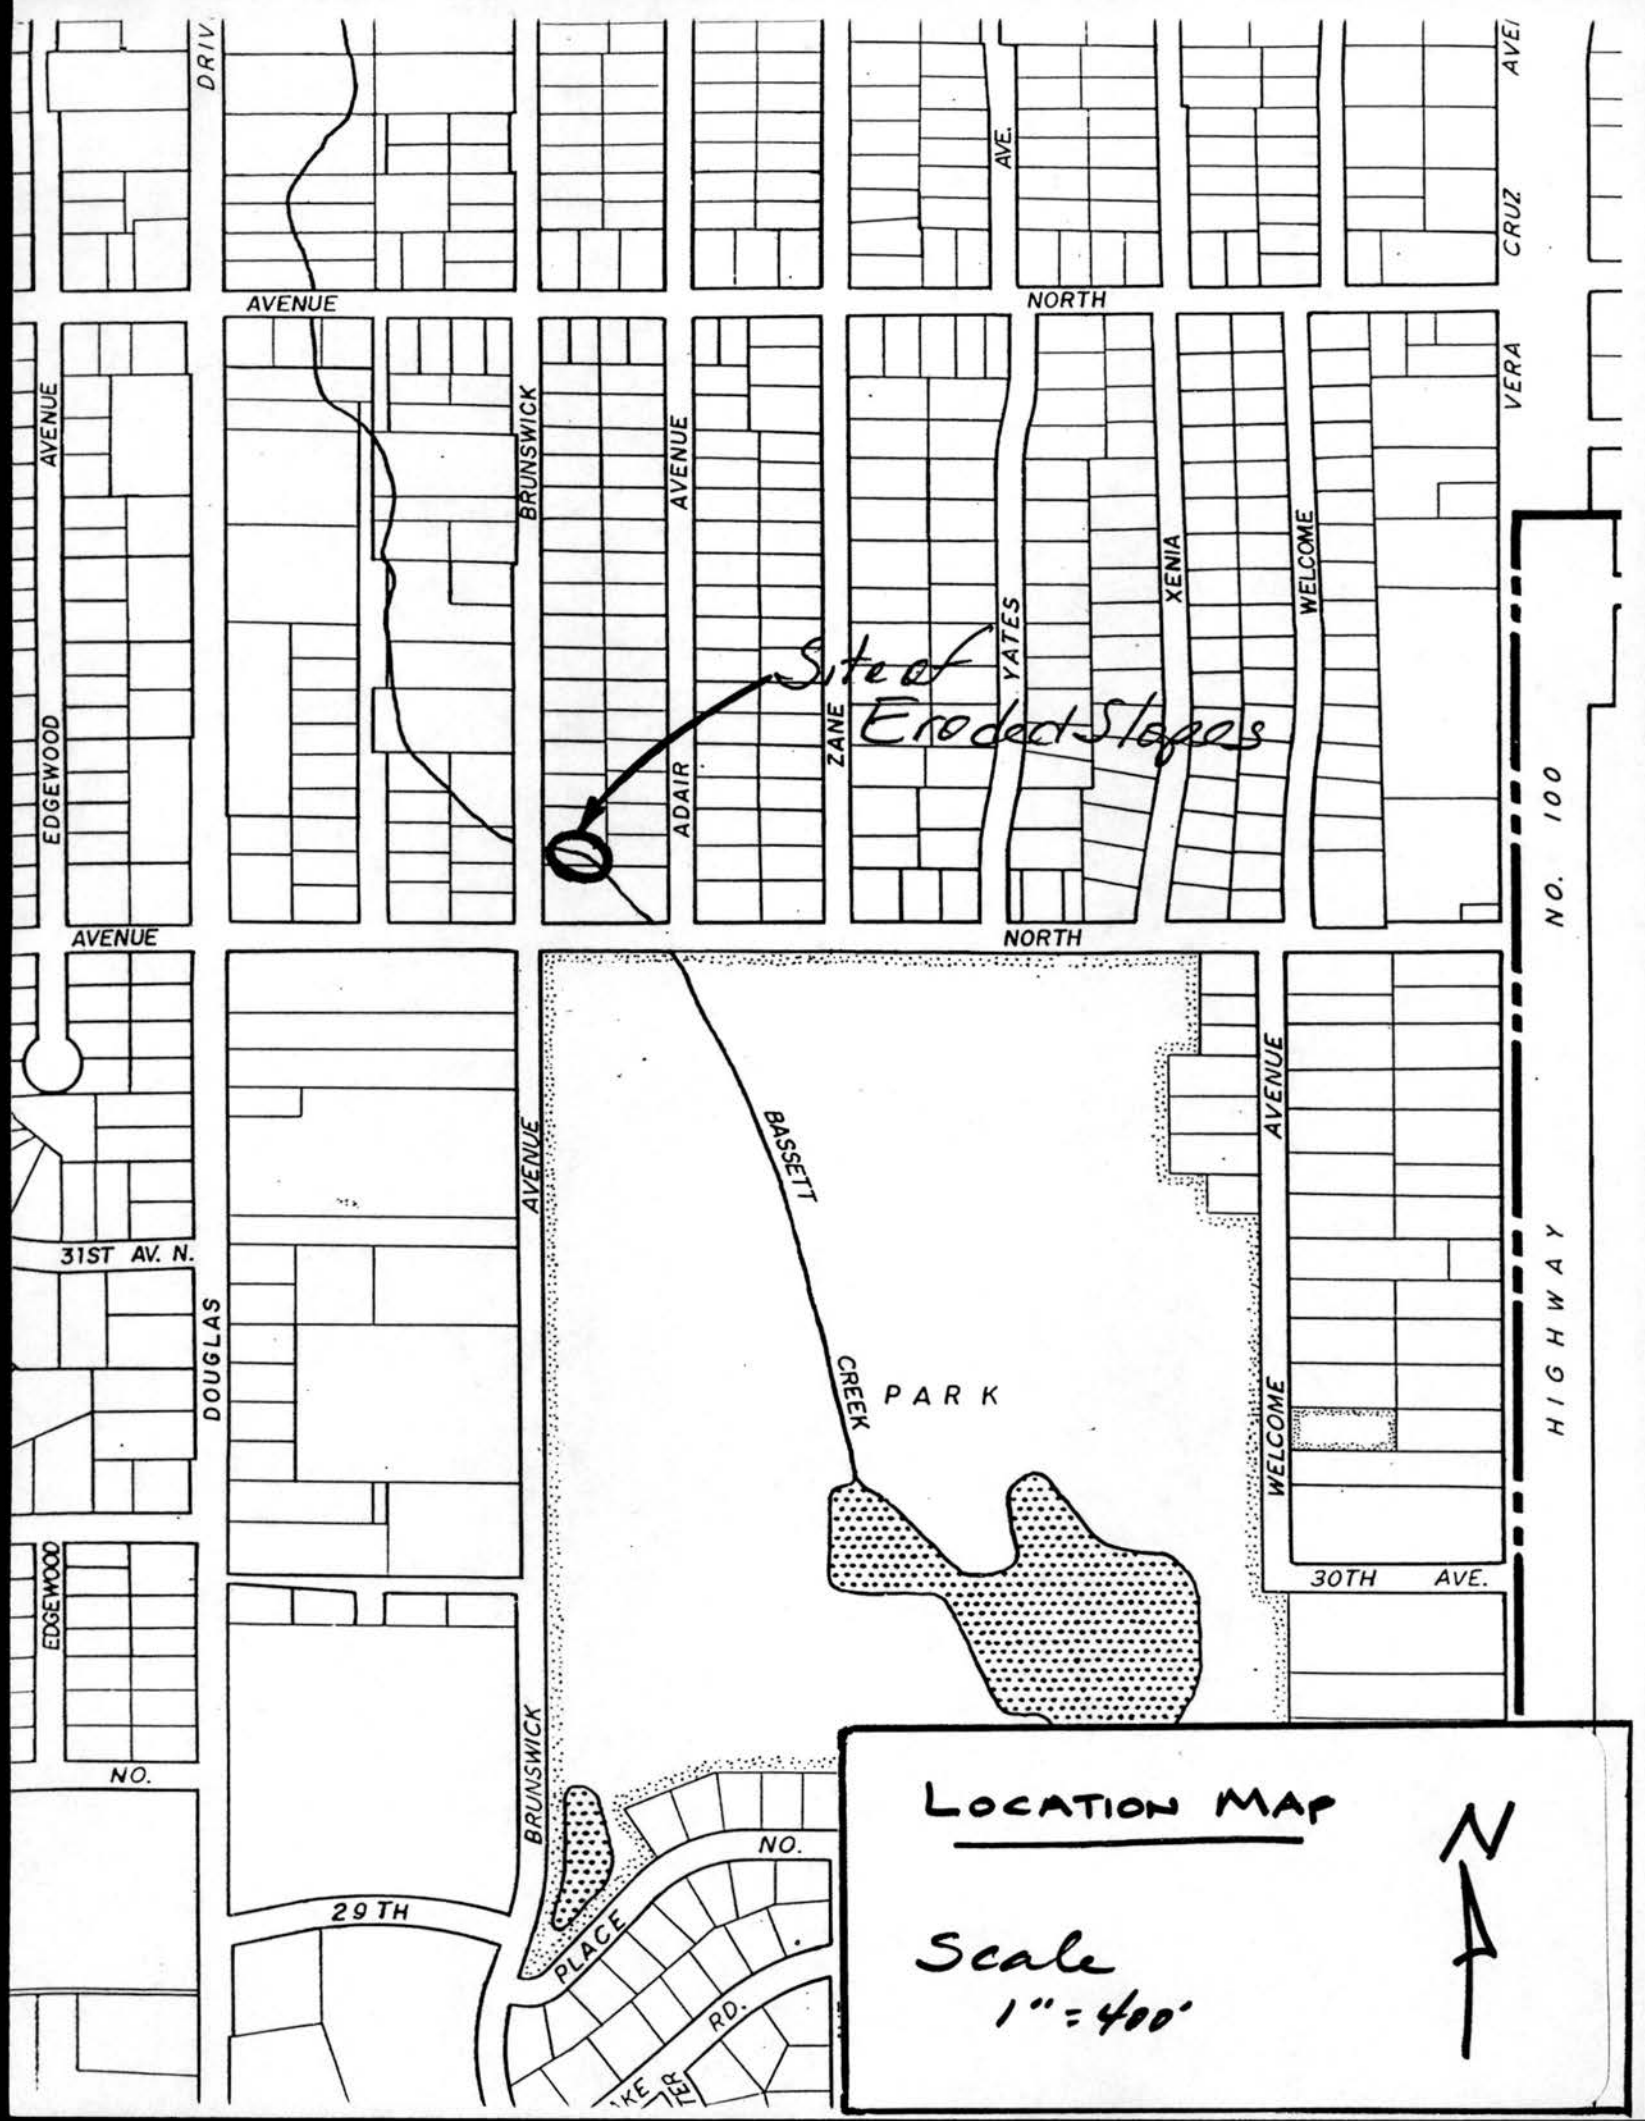 DRIV.
AVE.
AVE
CRUZ
VERA
AVENUE
NORTH
AVENUE
BRUNSWICK
AVENUE
EDGEWOOD
ADAIR
ZANE
YATES
XENIA
WELCOME
Site of
Eroded Slopes
NO. 100
HIGHWAY
AVENUE
NORTH
AVENUE
AVENUE
BASSETT
CREEK
PARK
31ST AV. N.
DOUGLAS
WELCOME
30TH AVE.
EDGEWOOD
BRUNSWICK
NO.
NO.
29TH
PLACE
RD.
KE
TER
LOCATION MAP
N
Scale
1" = 400'